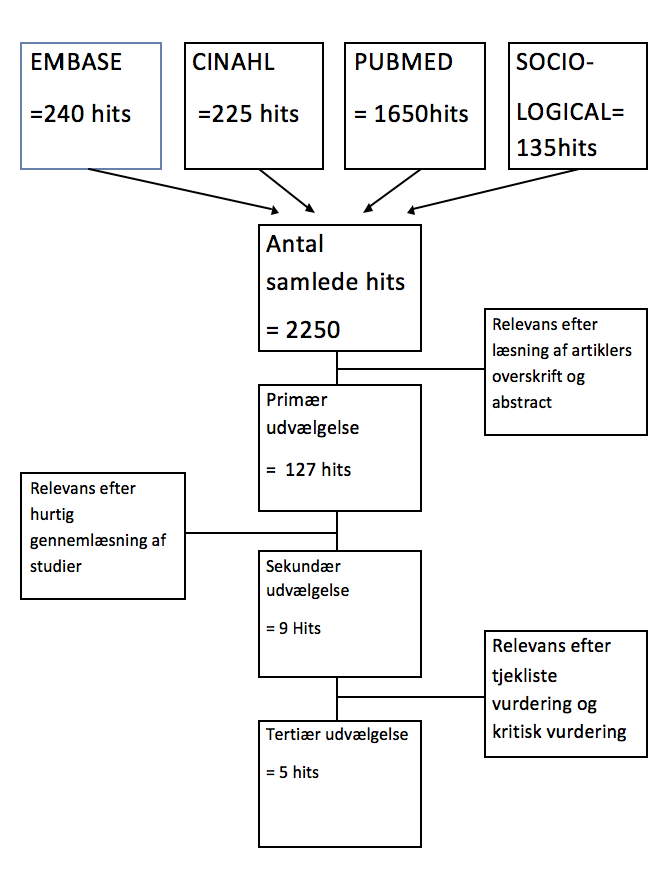 EMBASE
=240 hits
CINAHL
=225 hits
PUBMED
= 1650hits
SOCIO-
LOGICAL=
135hits
Antal
samlede hits
= 2250
Relevans efter
læsning af artiklers
overskrift og
abstract
Primær
udvælgelse
= 127 hits
Relevans efter
hurtig
gennemlæsning af
studier
Sekundær
udvælgelse
= 9 Hits
Relevans efter
tjekliste
vurdering og
kritisk vurdering
Tertiær udvælgelse
= 5 hits